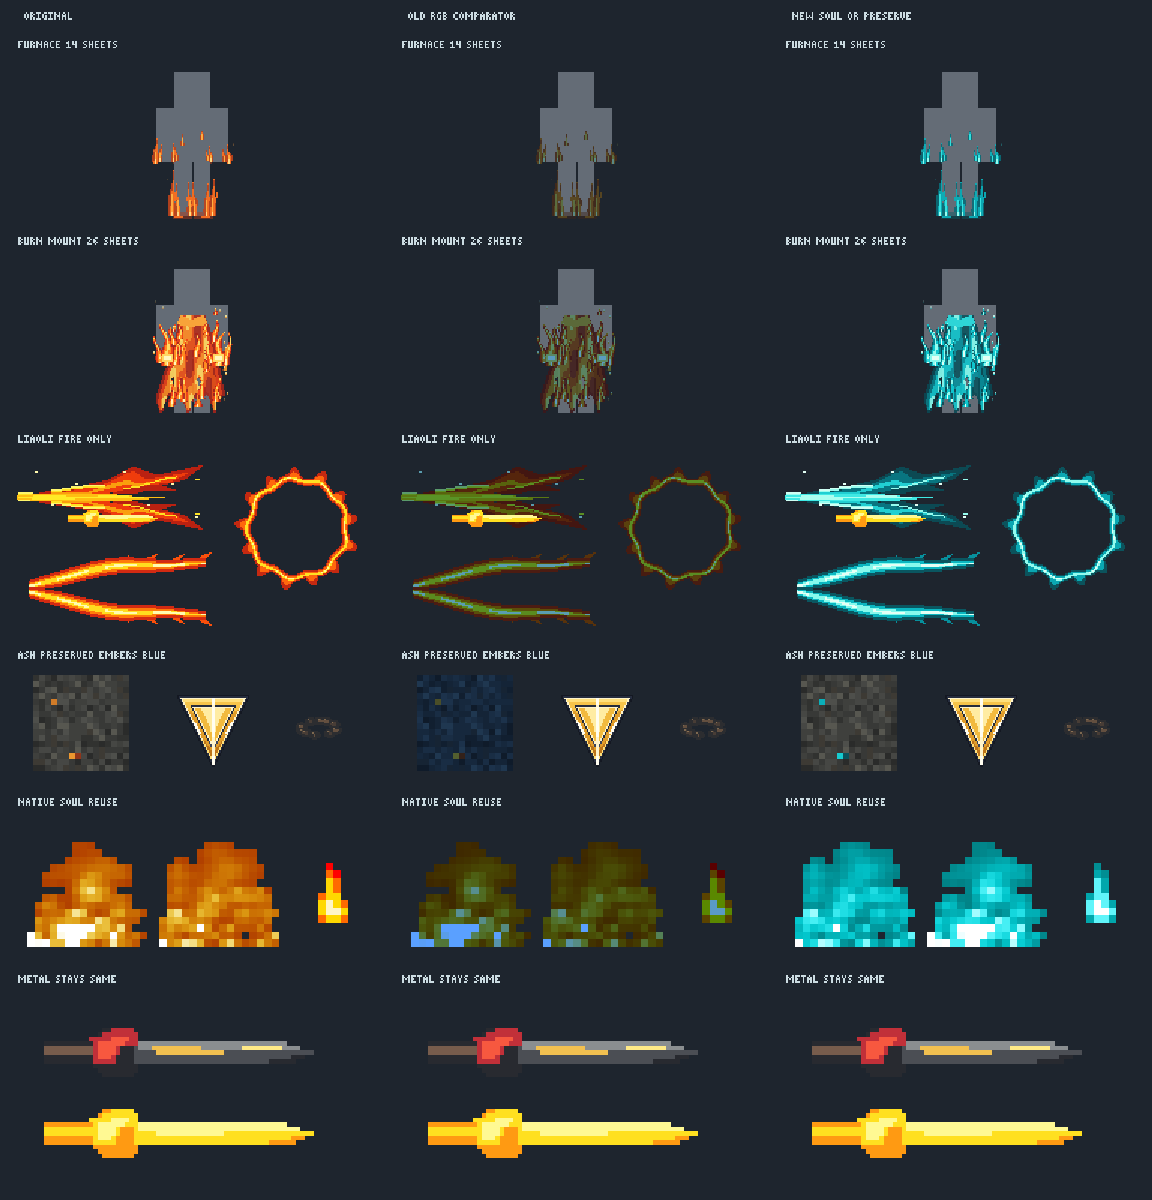 ORIGINAL OLD RGB COMPARATOR NEW SOUL OR PRESERVE
FURNACE 14 SHEETS FURNACE 14 SHEETS FURNACE 14 SHEETS
BURN MOUNT 26 SHEETS BURN MOUNT 26 SHEETS BURN MOUNT 26 SHEETS
LIAOLI FIRE ONLY LIAOLI FIRE ONLY LIAOLI FIRE ONLY
ASH PRESERVED EMBERS BLUE ASH PRESERVED EMBERS BLUE ASH PRESERVED EMBERS BLUE
NATIVE SOUL REUSE NATIVE SOUL REUSE NATIVE SOUL REUSE
METAL STAYS SAME METAL STAYS SAME METAL STAYS SAME